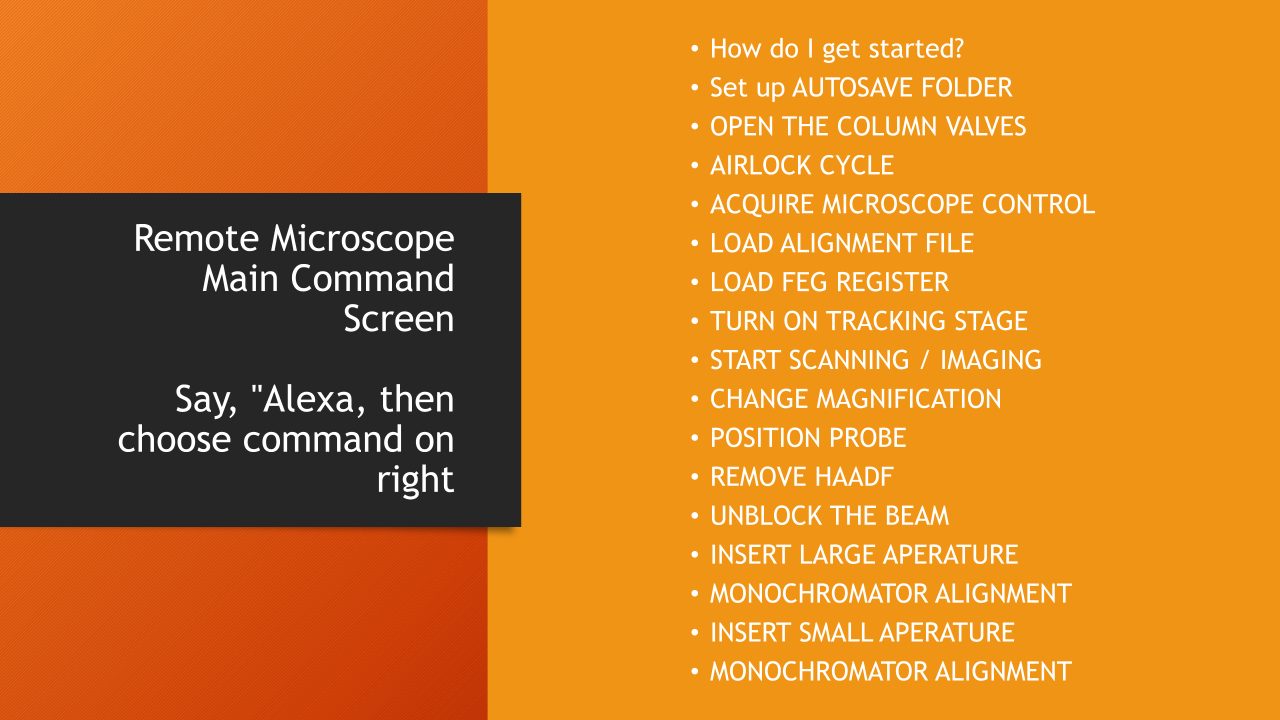 Remote Microscope
Main Command
Screen
Say, "Alexa, then
choose command on
right
• How do I get started?
• Set up AUTOSAVE FOLDER
• OPEN THE COLUMN VALVES
• AIRLOCK CYCLE
• ACQUIRE MICROSCOPE CONTROL
• LOAD ALIGNMENT FILE
• LOAD FEG REGISTER
• TURN ON TRACKING STAGE
• START SCANNING / IMAGING
• CHANGE MAGNIFICATION
• POSITION PROBE
• REMOVE HAADF
• UNBLOCK THE BEAM
• INSERT LARGE APERATURE
• MONOCHROMATOR ALIGNMENT
• INSERT SMALL APERATURE
• MONOCHROMATOR ALIGNMENT